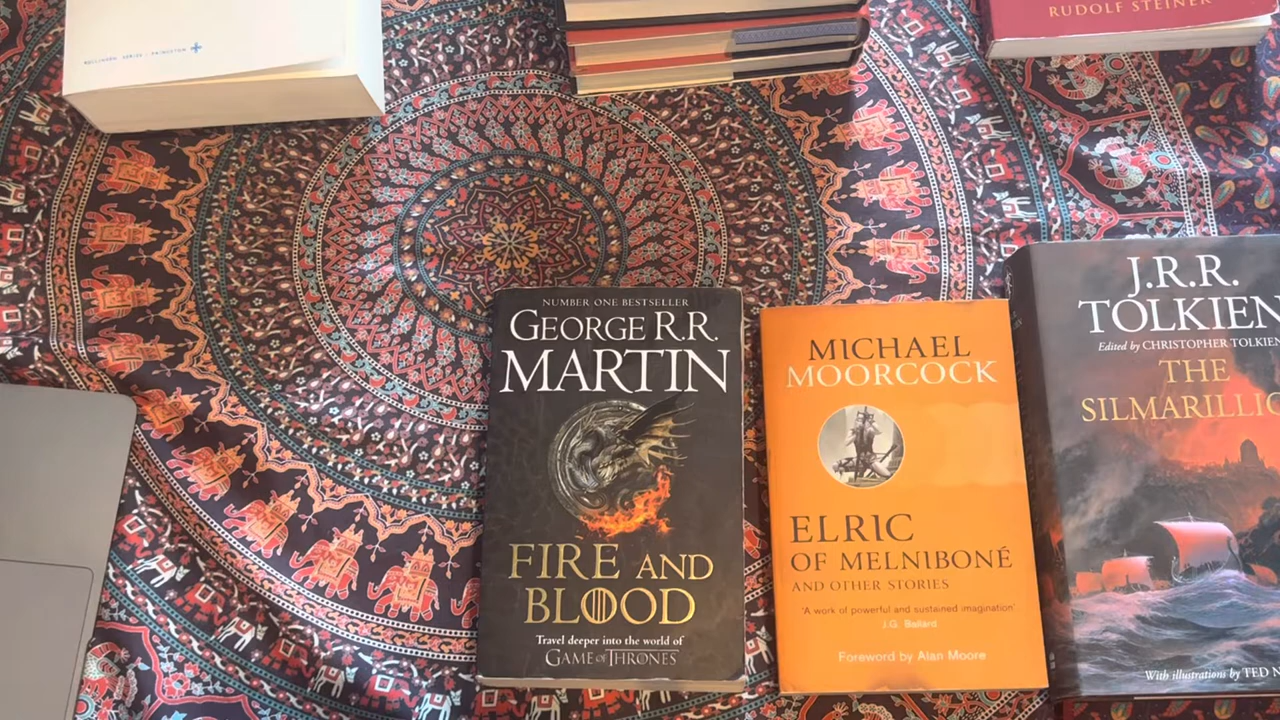 RUDOLF STEINER
NUMBER ONE BESTSELLER
GEORGE R.R.
MARTIN
FIRE AND
BLOOD
Travel deeper into the world of
GAME OF THRONES
MICHAEL
MOORCOCK
ELRIC
OF MELNIBONÉ
AND OTHER STORIES
'A work of powerful and sustained imagination'
J.G. Ballard
Foreword by Alan Moore
J.R.R.
TOLKIEN
Edited by CHRISTOPHER TOLKIEN
THE
SILMARILLIO
With illustrations by TED N